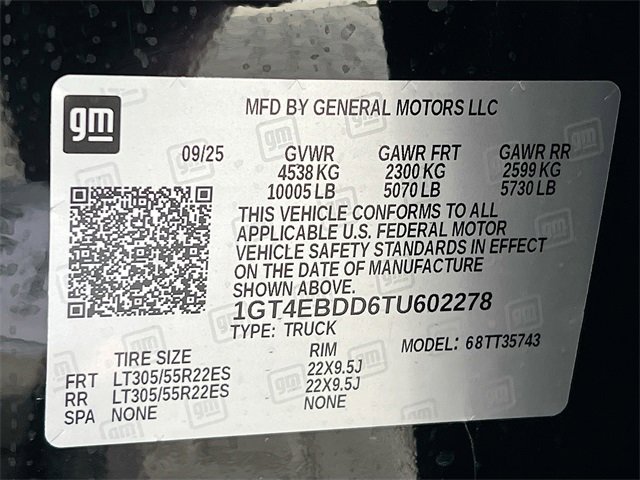 gm
MFD BY GENERAL MOTORS LLC
09/25 GVWR GAWR FRT GAWR RR
4538 KG 2300 KG 2599 KG
10005 LB 5070 LB 5730 LB
THIS VEHICLE CONFORMS TO ALL
APPLICABLE U.S. FEDERAL MOTOR
VEHICLE SAFETY STANDARDS IN EFFECT
ON THE DATE OF MANUFACTURE
SHOWN ABOVE.
1GT4EBDD6TU602278
TYPE: TRUCK MODEL: 68TT35743
TIRE SIZE RIM
FRT LT305/55R22ES 22X9.5J
RR LT305/55R22ES 22X9.5J
SPA NONE NONE